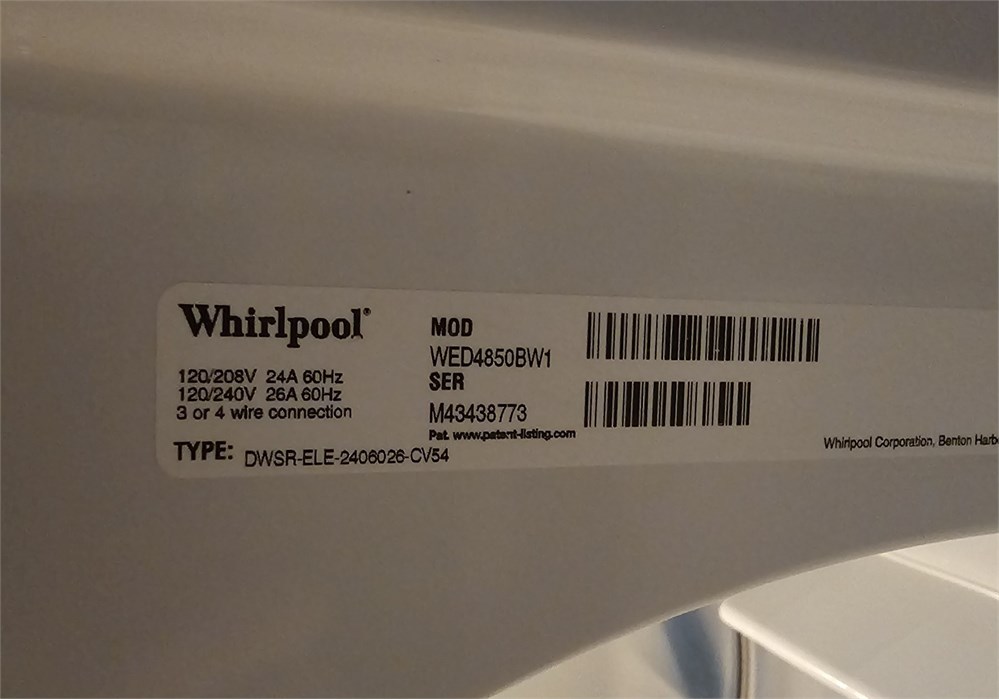 Whirlpool®
120/208V 24A 60Hz
120/240V 26A 60Hz
3 or 4 wire connection
TYPE: DWSR-ELE-2406026-CV54
MOD
WED4850BW1
SER
M43438773
Pat. www.patent-listing.com
Whirlpool Corporation, Benton Harb